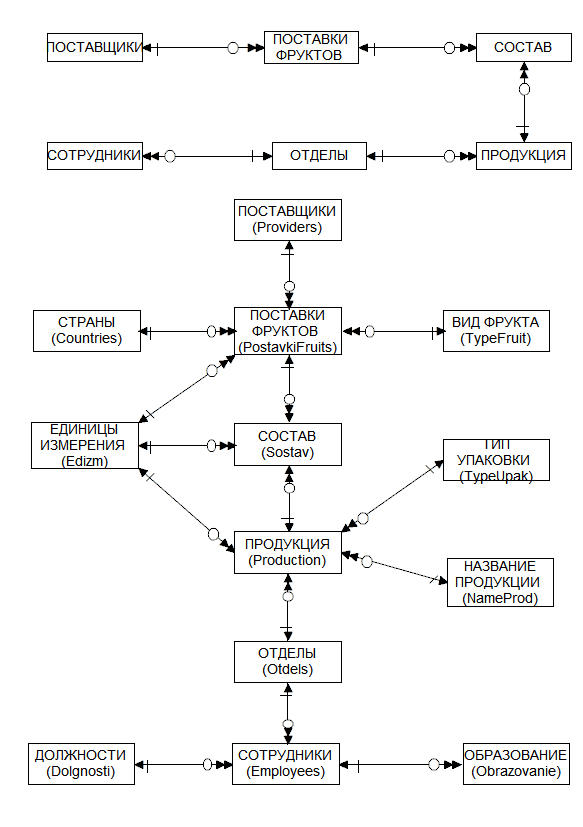 ПОСТАВЩИКИ
ПОСТАВКИ
ФРУКТОВ
СОСТАВ
СОТРУДНИКИ
ОТДЕЛЫ
ПРОДУКЦИЯ
ПОСТАВЩИКИ
(Providers)
СТРАНЫ
(Countries)
ПОСТАВКИ
ФРУКТОВ
(PostavkiFruits)
ВИД ФРУКТА
(TypeFruit)
ЕДИНИЦЫ
ИЗМЕРЕНИЯ
(Edizm)
СОСТАВ
(Sostav)
ТИП
УПАКОВКИ
(TypeUpak)
ПРОДУКЦИЯ
(Production)
НАЗВАНИЕ
ПРОДУКЦИИ
(NameProd)
ОТДЕЛЫ
(Otdels)
ДОЛЖНОСТИ
(Dolgnosti)
СОТРУДНИКИ
(Employees)
ОБРАЗОВАНИЕ
(Obrazovanie)